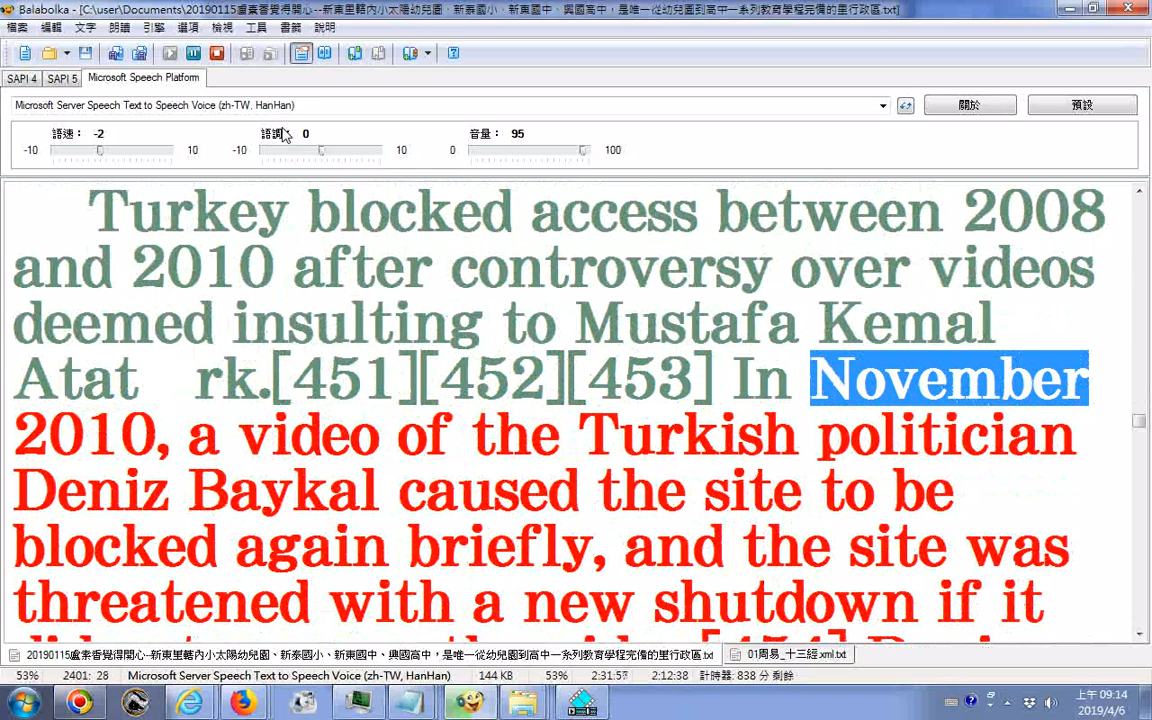 Balabolka - [C:\user\Documents\20190115盧素香覺得開心--新東里轄內小太陽幼兒園、新泰國小、新東國中、興國高中，是唯一從幼兒園到高中一系列教育學程完備的里行政區.txt]
檔案 編輯 文字 朗讀 引擎 選項 檢視 工具 書籤 說明
SAPI 4 SAPI 5 Microsoft Speech Platform
Microsoft Server Speech Text to Speech Voice (zh-TW, HanHan) 關於 預設
語速： -2 語調： 0 音量： 95
-10 10 -10 10 0 100
Turkey blocked access between 2008
and 2010 after controversy over videos
deemed insulting to Mustafa Kemal
Atat rk.[451][452][453] In November
2010, a video of the Turkish politician
Deniz Baykal caused the site to be
blocked again briefly, and the site was
threatened with a new shutdown if it
20190115盧素香覺得開心--新東里轄內小太陽幼兒園、新泰國小、新東國中、興國高中，是唯一從幼兒園到高中一系列教育學程完備的里行政區.txt 01周易_十三經.xml.txt
53% 2401: 28 Microsoft Server Speech Text to Speech Voice (zh-TW, HanHan) 144 KB 53% 2:31:57 2:12:38 計時器: 838 分 剩餘
上午 09:14
2019/4/6